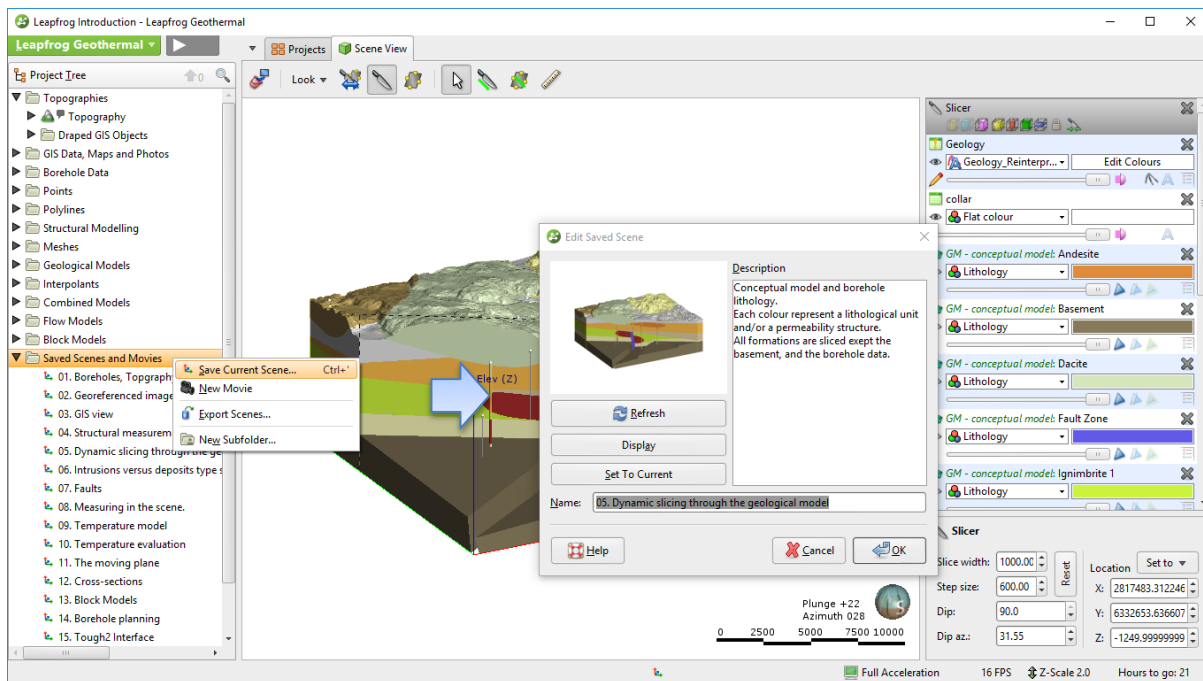 Leapfrog Introduction - Leapfrog Geothermal
Leapfrog Geothermal
Projects
Scene View
Project Tree
0
Look
Topographies
Topography
Draped GIS Objects
GIS Data, Maps and Photos
Borehole Data
Points
Polylines
Structural Modelling
Meshes
Geological Models
Interpolants
Combined Models
Flow Models
Block Models
Saved Scenes and Movies
01. Boreholes, Topgraphy
02. Georeferenced image
03. GIS view
04. Structural measurem
05. Dynamic slicing through the ge
06. Intrusions versus deposits type s
07. Faults
08. Measuring in the scene.
09. Temperature model
10. Temperature evaluation
11. The moving plane
12. Cross-sections
13. Block Models
14. Borehole planning
15. Tough2 Interface
Save Current Scene... Ctrl+'
New Movie
Export Scenes...
New Subfolder...
Elev (Z)
Plunge +22
Azimuth 028
0 2500 5000 7500 10000
S
Edit Saved Scene
Description
Conceptual model and borehole
lithology.
Each colour represent a lithological unit
and/or a permeability structure.
All formations are sliced exept the
basement, and the borehole data.
Refresh
Display
Set To Current
Name: 05. Dynamic slicing through the geological model
Help
Cancel
OK
Slicer
Geology
Geology_Reinterpr...
Edit Colours
collar
Flat colour
GM - conceptual model: Andesite
Lithology
GM - conceptual model: Basement
Lithology
GM - conceptual model: Dacite
Lithology
GM - conceptual model: Fault Zone
Lithology
GM - conceptual model: Ignimbrite 1
Lithology
Slicer
Slice width: 1000.00
Step size: 600.00
Reset
Dip: 90.0
Dip az.: 31.55
Location Set to
X: 2817483.312246
Y: 6332653.636607
Z: -1249.99999999
Full Acceleration
16 FPS
Z-Scale 2.0
Hours to go: 21